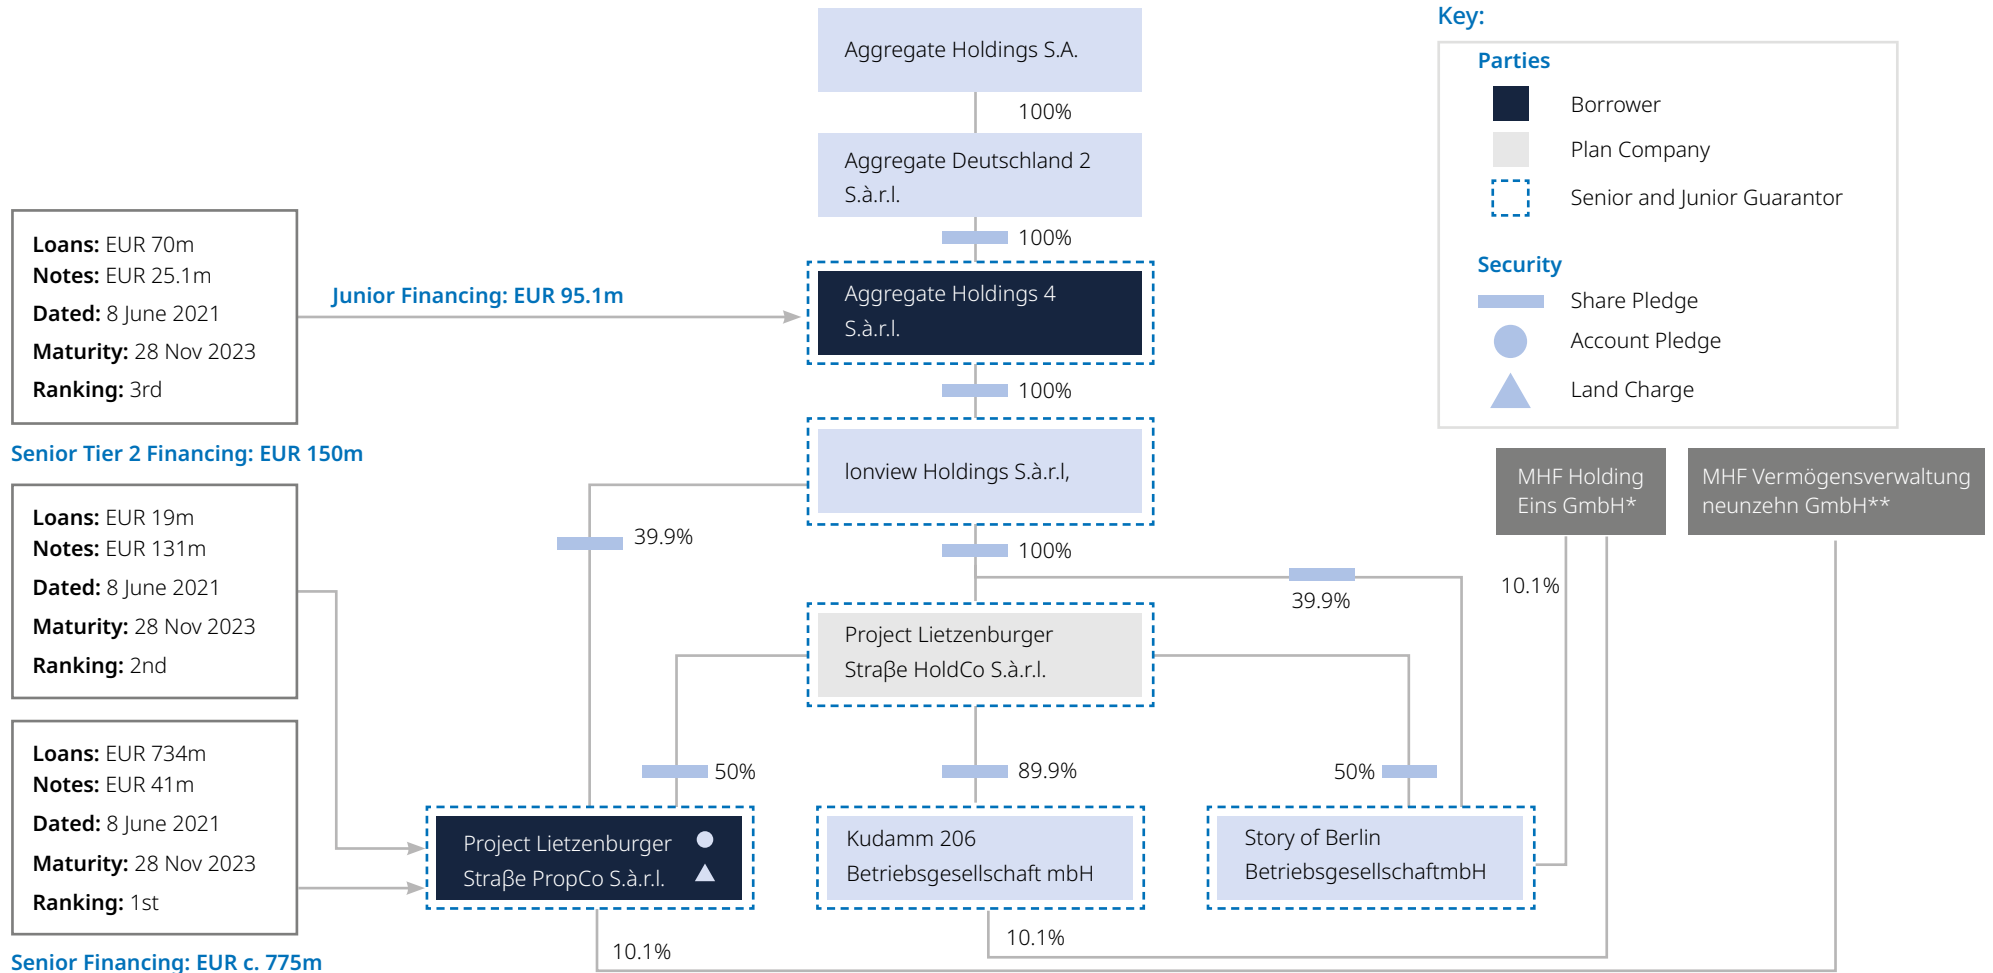 Aggregate Holdings S.A.
100%
Aggregate Deutschland 2
S.à.r.l.
100%
Aggregate Holdings 4
S.à.r.l.
100%
lonview Holdings S.à.r.l,
39.9%
100%
39.9%
Project Lietzenburger
Straβe HoldCo S.à.r.l.
50%
89.9%
50%
Project Lietzenburger
Straβe PropCo S.à.r.l.
Kudamm 206
Betriebsgesellschaft mbH
Story of Berlin
BetriebsgesellschaftmbH
10.1%
10.1%
10.1%
MHF Holding
Eins GmbH*
MHF Vermögensverwaltung
neunzehn GmbH**
Loans: EUR 70m
Notes: EUR 25.1m
Dated: 8 June 2021
Maturity: 28 Nov 2023
Ranking: 3rd
Junior Financing: EUR 95.1m
Senior Tier 2 Financing: EUR 150m
Loans: EUR 19m
Notes: EUR 131m
Dated: 8 June 2021
Maturity: 28 Nov 2023
Ranking: 2nd
Loans: EUR 734m
Notes: EUR 41m
Dated: 8 June 2021
Maturity: 28 Nov 2023
Ranking: 1st
Senior Financing: EUR c. 775m
Key:
Parties
Borrower
Plan Company
Senior and Junior Guarantor
Security
Share Pledge
Account Pledge
Land Charge